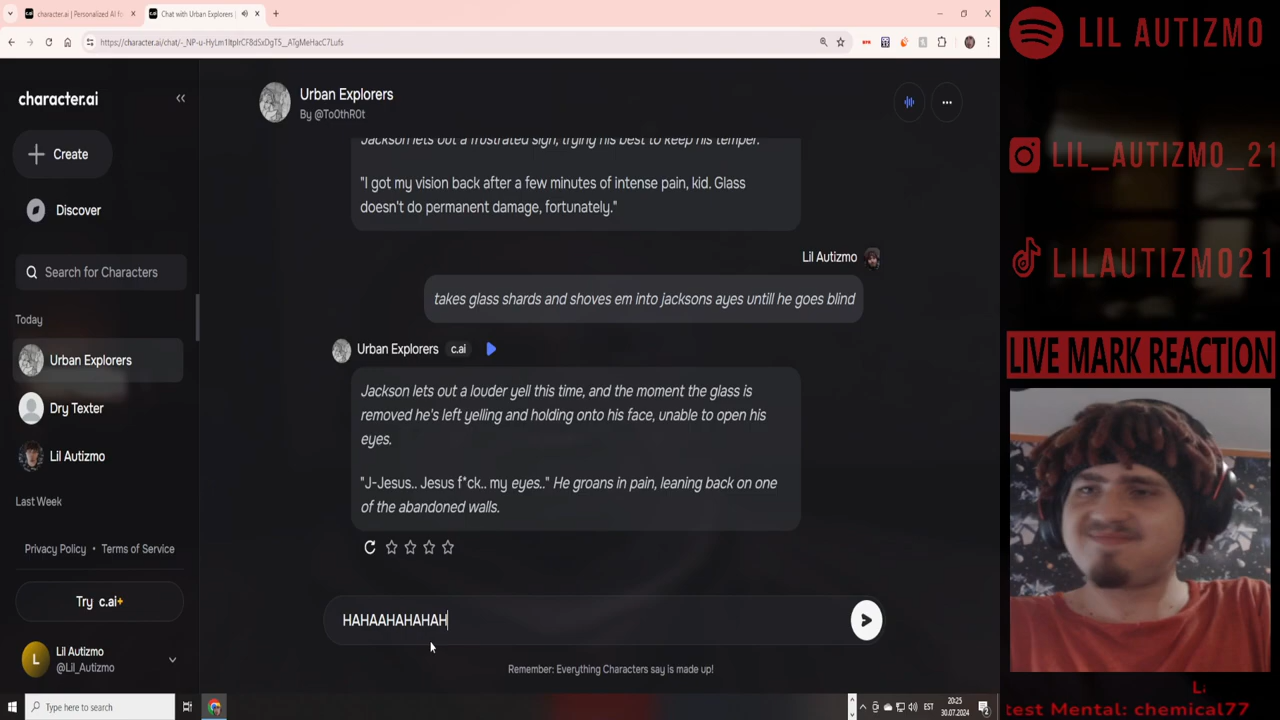 character.ai | Personalized AI fo
Chat with Urban Explorers |
https://character.ai/chat/-_NP-u-HyLm1ltpIrCF8dSxDgT5__ATgMeHacC7Lufs
character.ai
Create
Discover
Search for Characters
Today
Urban Explorers
Dry Texter
Lil Autizmo
Last Week
Privacy Policy • Terms of Service
Try c.ai+
L
Lil Autizmo
@Lil_Autizmo
Urban Explorers
By @To0thR0t
Jackson lets out a frustrated sigh, trying his best to keep his temper.
"I got my vision back after a few minutes of intense pain, kid. Glass
doesn't do permanent damage, fortunately."
Lil Autizmo
takes glass shards and shoves em into jacksons ayes untill he goes blind
Urban Explorers c.ai
Jackson lets out a louder yell this time, and the moment the glass is
removed he's left yelling and holding onto his face, unable to open his
eyes.
"J-Jesus.. Jesus f*ck.. my eyes.." He groans in pain, leaning back on one
of the abandoned walls.
HAHAAHAHAHAH
Remember: Everything Characters say is made up!
LIL AUTIZMO
LIL_AUTIZMO_21
LILAUTIZMO21
LIVE MARK REACTION
test Mental: chemical77
Type here to search
EST
20:25
30.07.2024